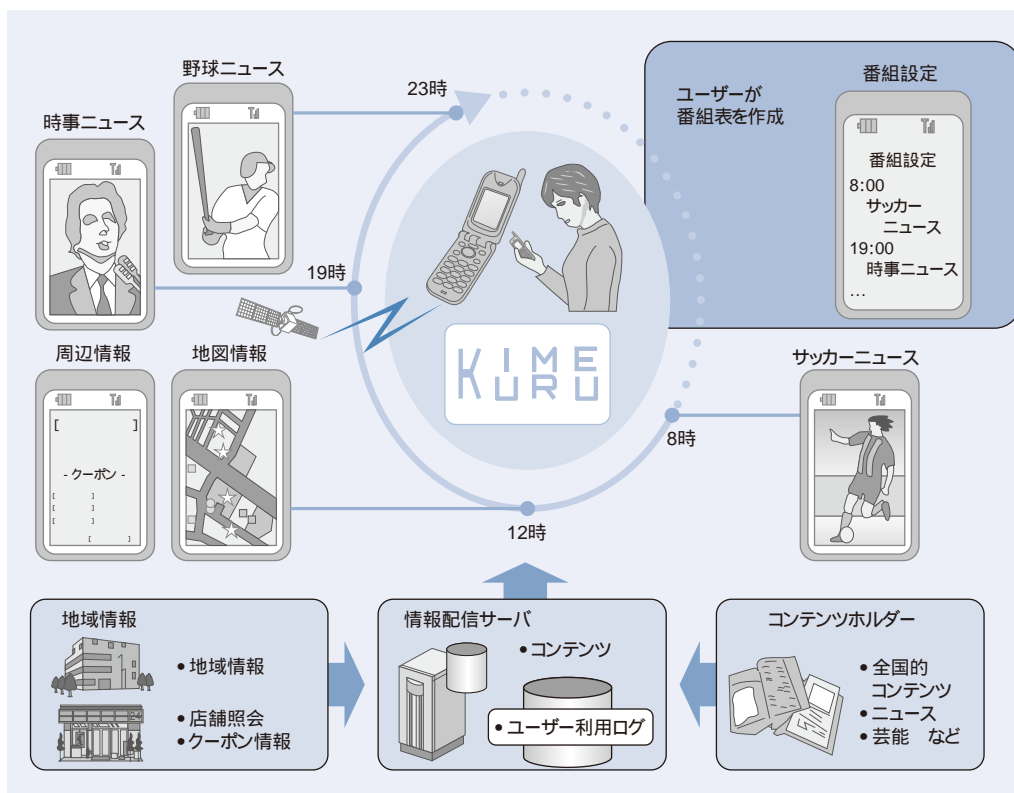 野球ニュース
23時
時事ニュース
19時
ユーザーが
番組表を作成
番組設定
番組設定
8:00
サッカー
ニュース
19:00
時事ニュース
…
周辺情報
地図情報
[ ]
- クーポン -
[ ]
[ ]
[ ]
[ ]
KIME
KURU
サッカーニュース
8時
12時
地域情報
• 地域情報
• 店舗照会
• クーポン情報
24
情報配信サーバ
• コンテンツ
• ユーザー利用ログ
コンテンツホルダー
• 全国的
コンテンツ
• ニュース
• 芸能 など